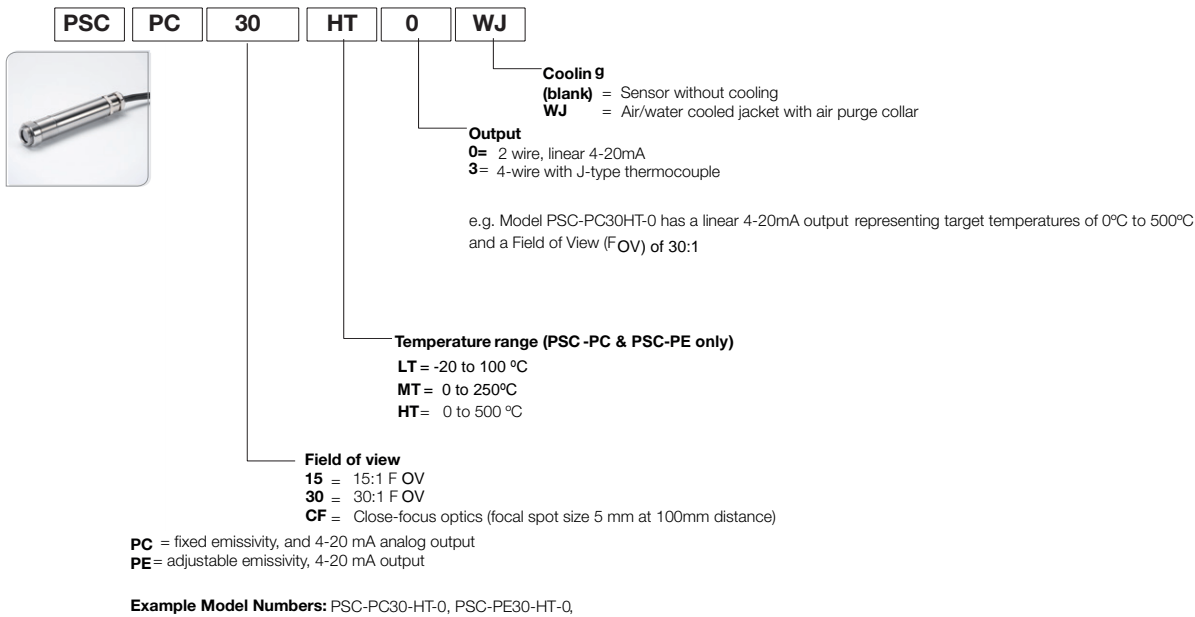 PSC PC 30 HT 0 WJ
Cooling
(blank) = Sensor without cooling
WJ = Air/water cooled jacket with air purge collar
Output
0= 2 wire, linear 4-20mA
3= 4-wire with J-type thermocouple
e.g. Model PSC-PC30HT-0 has a linear 4-20mA output representing target temperatures of 0ºC to 500ºC
and a Field of View (FOV) of 30:1
Temperature range (PSC-PC & PSC-PE only)
LT = -20 to 100 ºC
MT = 0 to 250ºC
HT= 0 to 500 ºC
Field of view
15 = 15:1 F OV
30 = 30:1 F OV
CF = Close-focus optics (focal spot size 5 mm at 100mm distance)
PC = fixed emissivity, and 4-20 mA analog output
PE= adjustable emissivity, 4-20 mA output
Example Model Numbers: PSC-PC30-HT-0, PSC-PE30-HT-0,